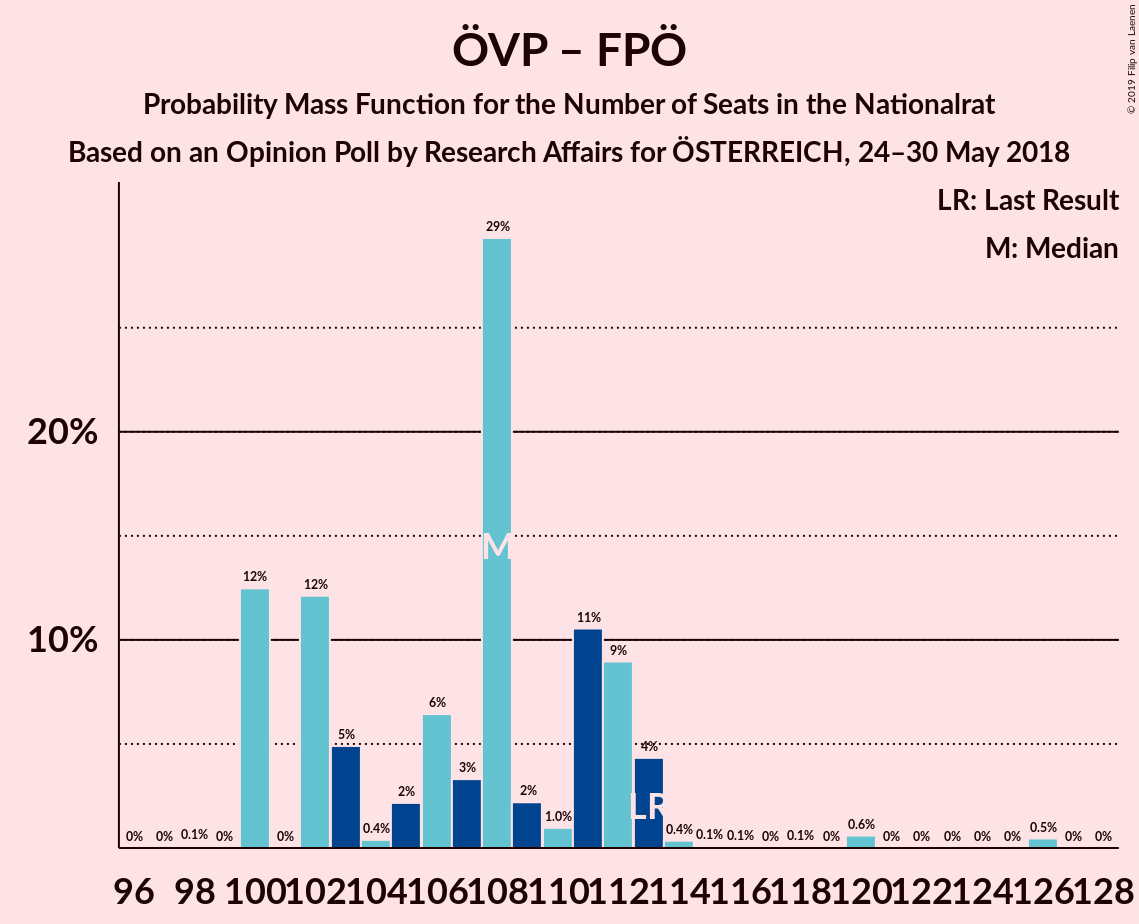 ÖVP – FPÖ
Probability Mass Function for the Number of Seats in the Nationalrat
Based on an Opinion Poll by Research Affairs for ÖSTERREICH, 24–30 May 2018
© 2019 Filip van Laenen
LR: Last Result
M: Median
20%
10%
0% 0% 0.1% 0% 12% 0% 12% 5% 0.4% 2% 6% 3% 29% 2% 1.0% 11% 9% 4% 0.4% 0.1% 0.1% 0% 0.1% 0% 0.6% 0% 0% 0% 0% 0% 0.5% 0% 0%
M
LR
96 98 100 102 104 106 108 110 112 114 116 118 120 122 124 126 128